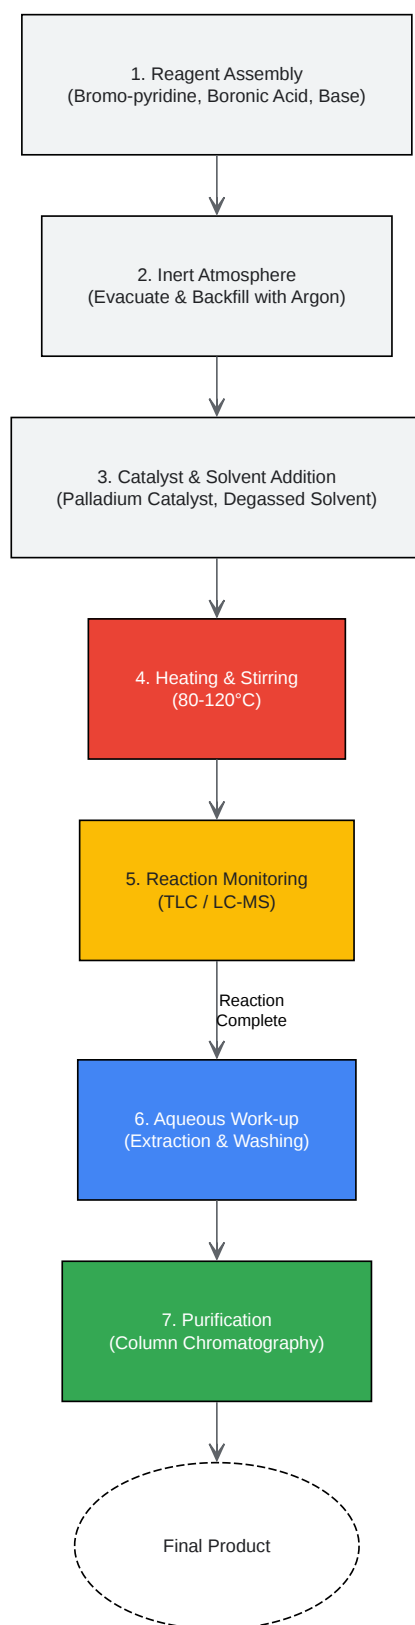 1. Reagent Assembly
(Bromo-pyridine, Boronic Acid, Base)
2. Inert Atmosphere
(Evacuate & Backfill with Argon)
3. Catalyst & Solvent Addition
(Palladium Catalyst, Degassed Solvent)
4. Heating & Stirring
(80-120°C)
5. Reaction Monitoring
(TLC / LC-MS)
Reaction
Complete
6. Aqueous Work-up
(Extraction & Washing)
7. Purification
(Column Chromatography)
Final Product